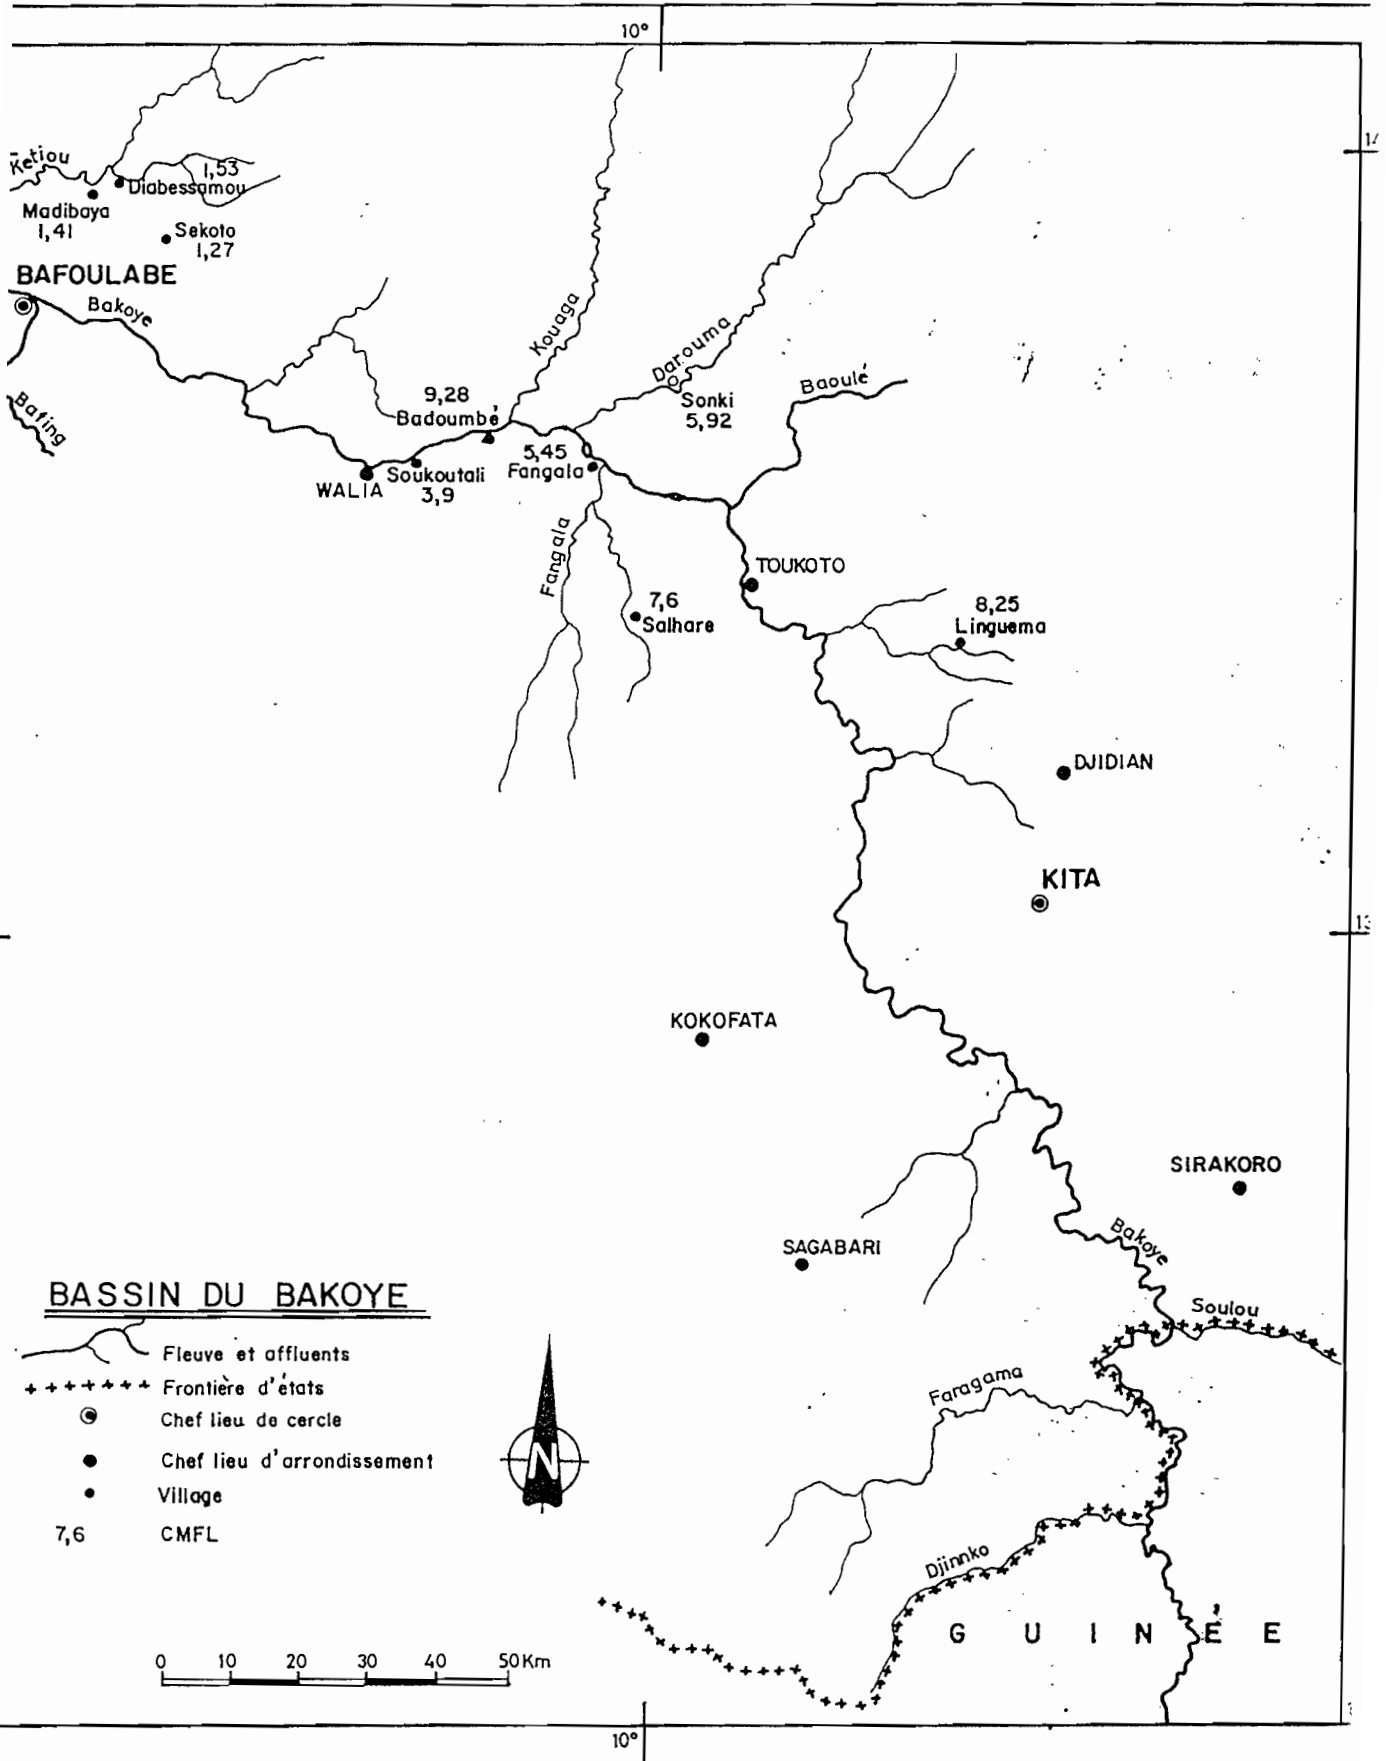 10°
Ketiou
1,53
Diabessamou
Madibaya
1,41
Sekoto
1,27
BAFOULABE
Bakoye
Bafing
Kouaga
Darouma
Baoulé
9,28
Badoumbé
Sonki
5,92
5,45
Fangala
Soukoutali
3,9
WALIA
Fangala
TOUKOTO
7,6
Salhare
8,25
Linguema
DJIDIAN
KITA
13
KOKOFATA
SIRAKORO
Bakoye
SAGABARI
Soulou
Faragama
Djinnko
GUINÉE
BASSIN DU BAKOYE
Fleuve et affluents
Frontière d'états
Chef lieu de cercle
Chef lieu d'arrondissement
Village
7,6 CMFL
N
0 10 20 30 40 50 Km
10°